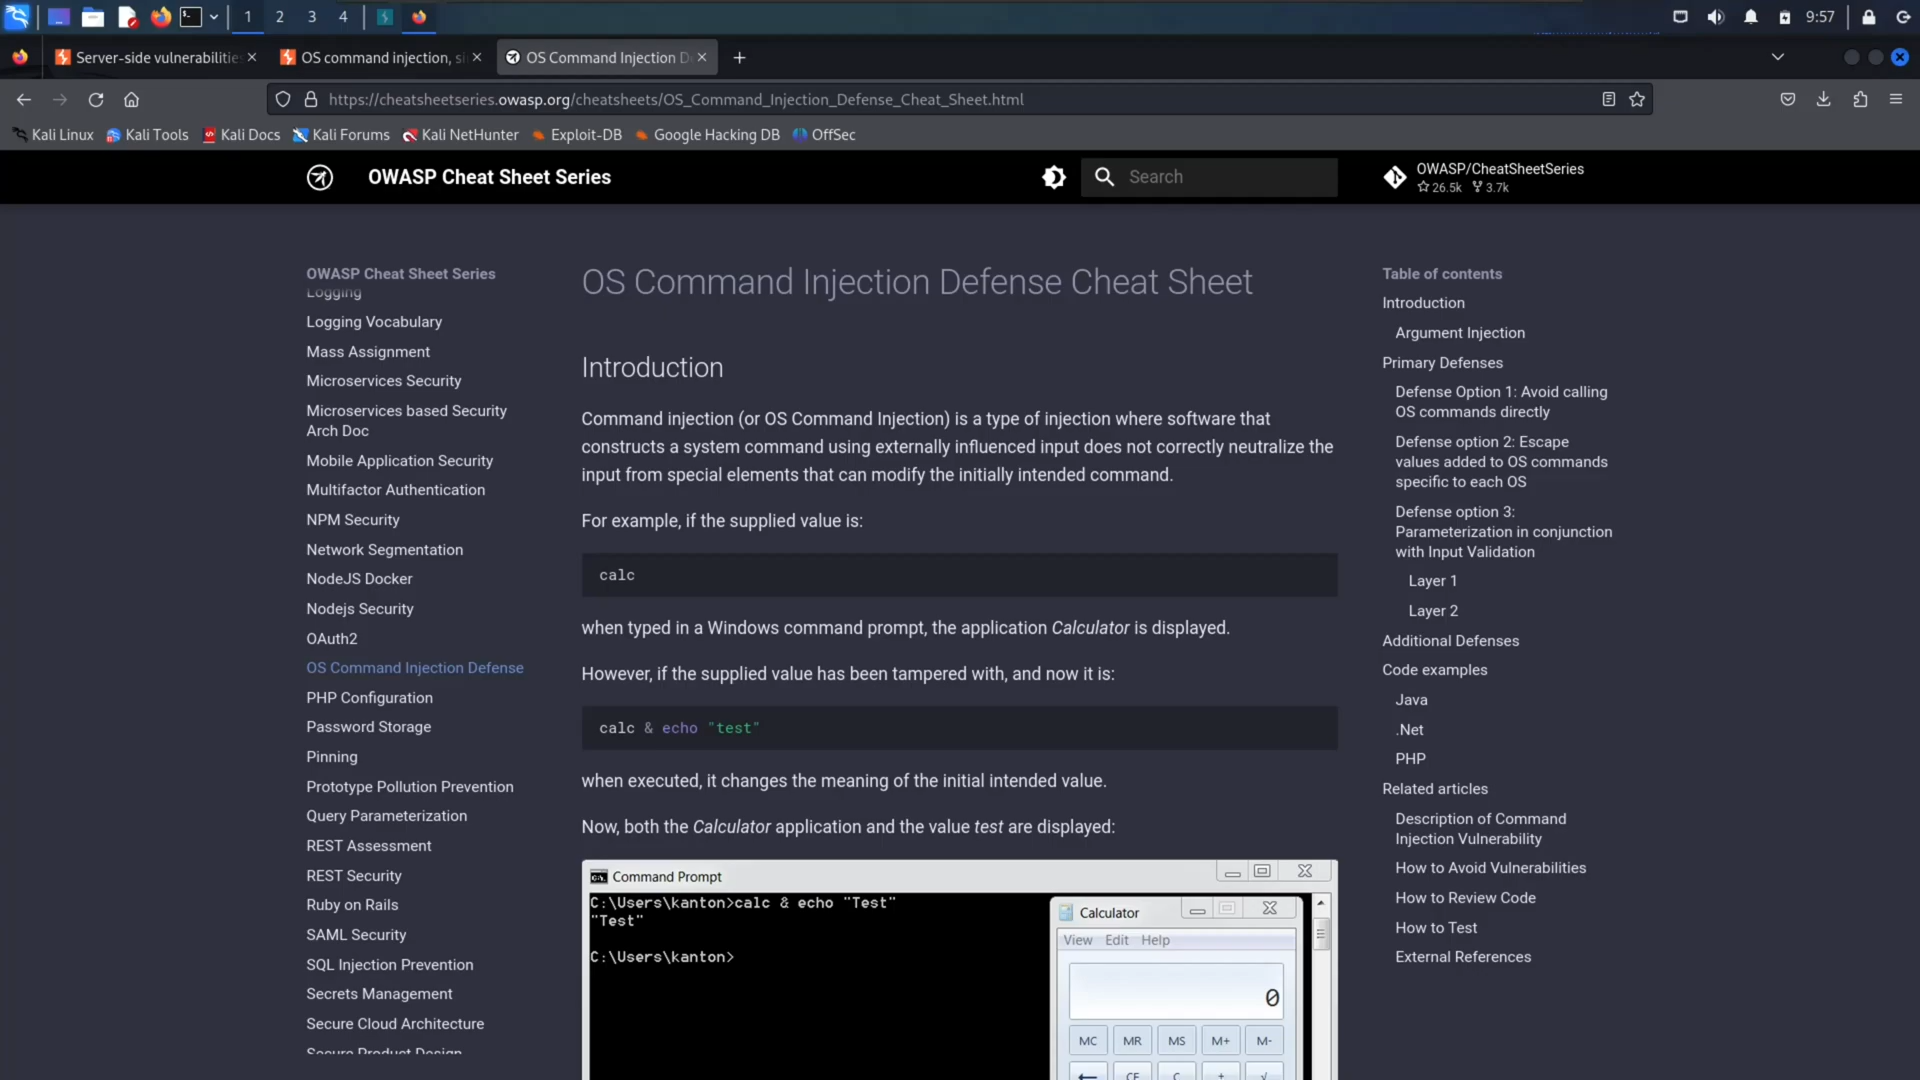 1 2 3 4 9:57
Server-side vulnerabilities OS command injection, si OS Command Injection D
https://cheatsheetseries.owasp.org/cheatsheets/OS_Command_Injection_Defense_Cheat_Sheet.html
Kali Linux Kali Tools Kali Docs Kali Forums Kali NetHunter Exploit-DB Google Hacking DB OffSec
OWASP Cheat Sheet Series
Search
OWASP/CheatSheetSeries
26.5k 3.7k
OWASP Cheat Sheet Series
Logging
Logging Vocabulary
Mass Assignment
Microservices Security
Microservices based Security
Arch Doc
Mobile Application Security
Multifactor Authentication
NPM Security
Network Segmentation
NodeJS Docker
Nodejs Security
OAuth2
OS Command Injection Defense
PHP Configuration
Password Storage
Pinning
Prototype Pollution Prevention
Query Parameterization
REST Assessment
REST Security
Ruby on Rails
SAML Security
SQL Injection Prevention
Secrets Management
Secure Cloud Architecture
Secure Product Design
OS Command Injection Defense Cheat Sheet
Introduction
Command injection (or OS Command Injection) is a type of injection where software that
constructs a system command using externally influenced input does not correctly neutralize the
input from special elements that can modify the initially intended command.
For example, if the supplied value is:
calc
when typed in a Windows command prompt, the application Calculator is displayed.
However, if the supplied value has been tampered with, and now it is:
calc & echo "test"
when executed, it changes the meaning of the initial intended value.
Now, both the Calculator application and the value test are displayed:
Command Prompt
C:\Users\kanton>calc & echo "Test"
"Test"
C:\Users\kanton>
Calculator
View Edit Help
0
MC MR MS M+ M-
← CE C ± √
Table of contents
Introduction
Argument Injection
Primary Defenses
Defense Option 1: Avoid calling
OS commands directly
Defense option 2: Escape
values added to OS commands
specific to each OS
Defense option 3:
Parameterization in conjunction
with Input Validation
Layer 1
Layer 2
Additional Defenses
Code examples
Java
.Net
PHP
Related articles
Description of Command
Injection Vulnerability
How to Avoid Vulnerabilities
How to Review Code
How to Test
External References